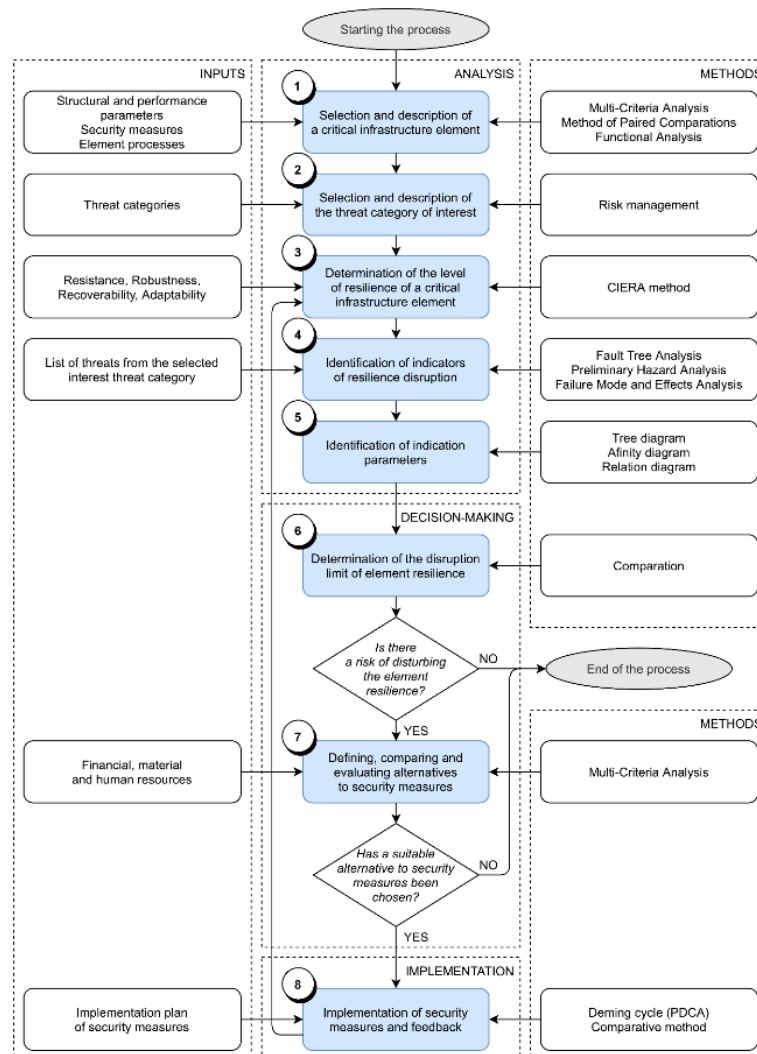 Starting the process
INPUTS
ANALYSIS
METHODS
1
Structural and performance
parameters
Security measures
Element processes
Selection and description of
a critical infrastructure element
Multi-Criteria Analysis
Method of Paired Comparations
Functional Analysis
2
Threat categories
Selection and description of
the threat category of interest
Risk management
3
Resistance, Robustness,
Recoverability, Adaptability
Determination of the level
of resilience of a critical
infrastructure element
CIERA method
4
List of threats from the selected
interest threat category
Identification of indicators
of resilience disruption
Fault Tree Analysis
Preliminary Hazard Analysis
Failure Mode and Effects Analysis
5
Identification of indication
parameters
Tree diagram
Afinity diagram
Relation diagram
DECISION-MAKING
6
Determination of the disruption
limit of element resilience
Comparation
Is there
a risk of disturbing
the element
resilience?
NO
End of the process
YES
METHODS
7
Financial, material
and human resources
Defining, comparing and
evaluating alternatives
to security measures
Multi-Criteria Analysis
Has a suitable
alternative to security
measures been
chosen?
NO
YES
IMPLEMENTATION
8
Implementation plan
of security measures
Implementation of security
measures and feedback
Deming cycle (PDCA)
Comparative method